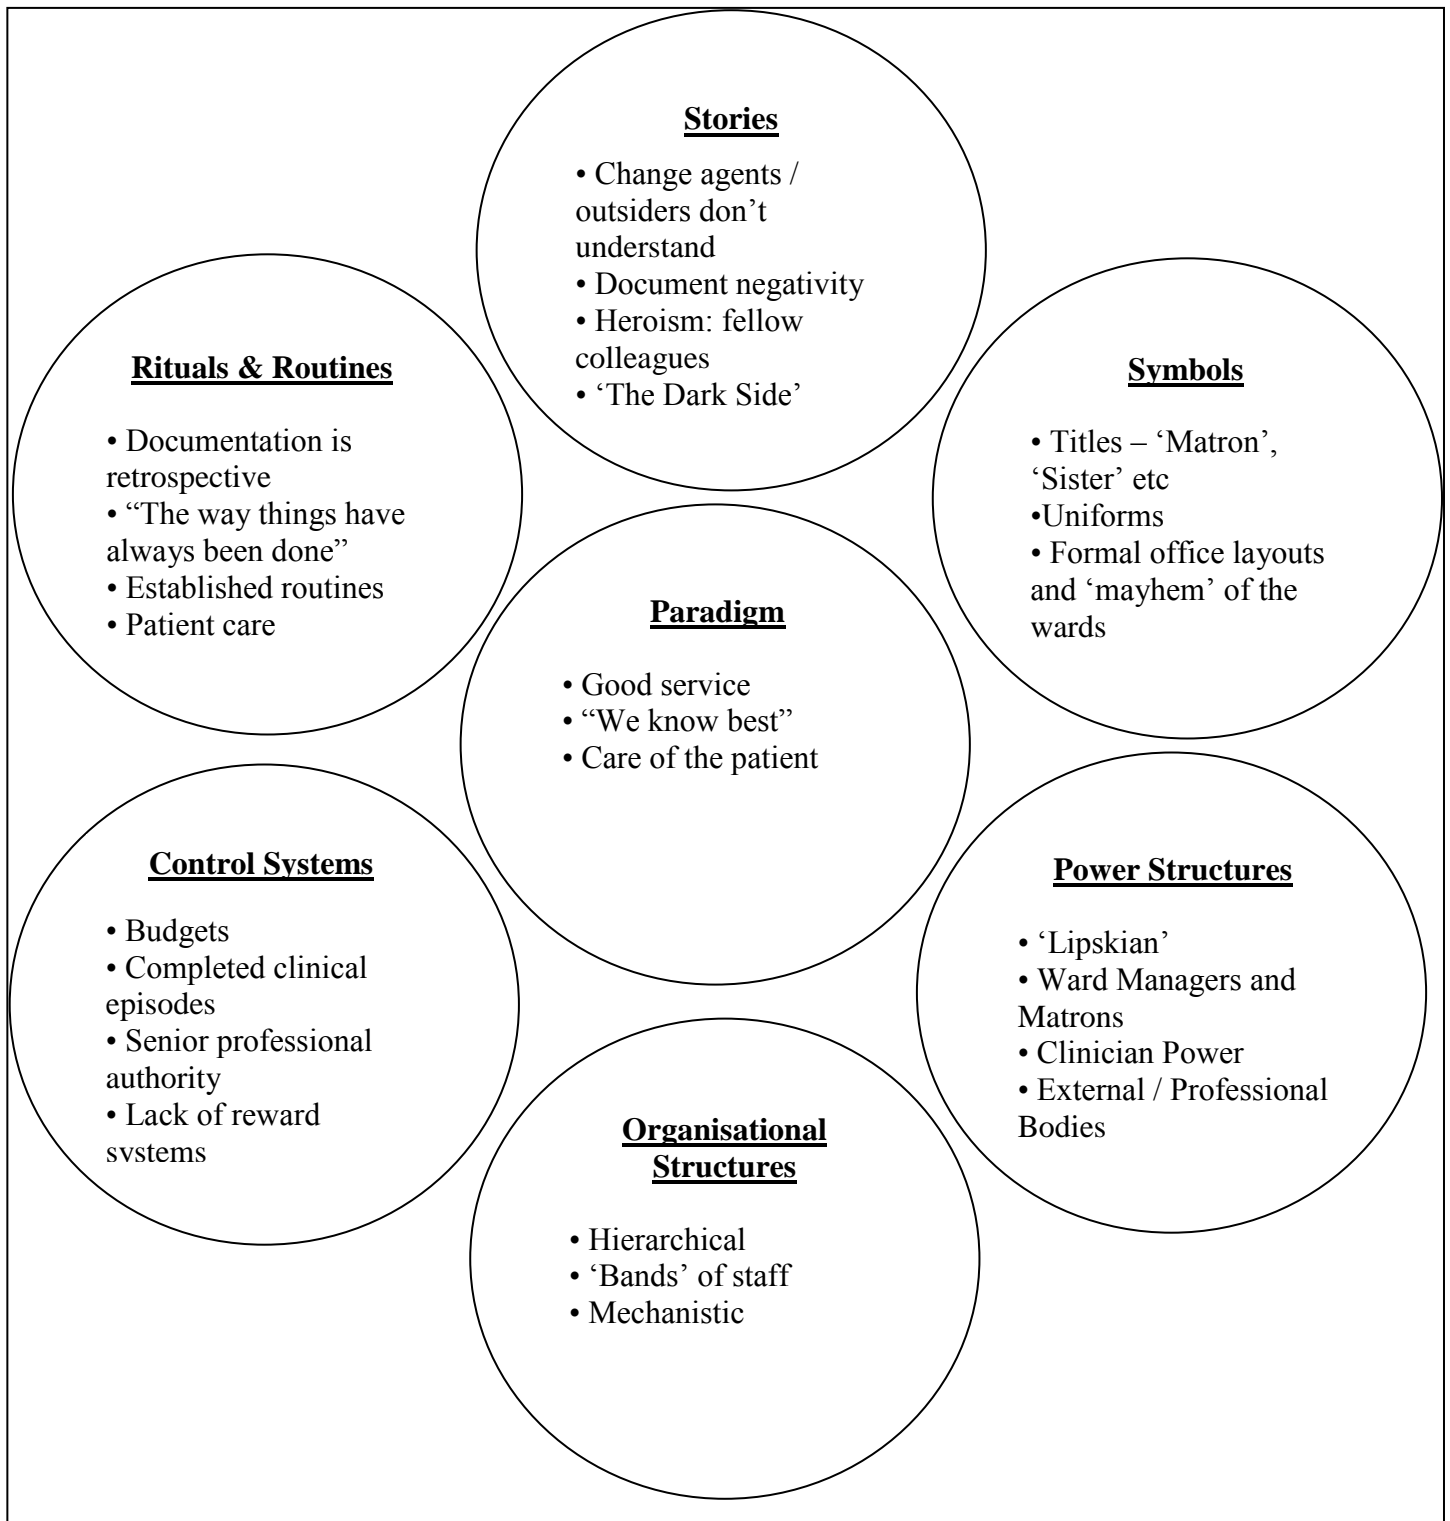 Stories
• Change agents /
outsiders don’t
understand
• Document negativity
• Heroism: fellow
colleagues
• ‘The Dark Side’
Rituals & Routines
• Documentation is
retrospective
• “The way things have
always been done”
• Established routines
• Patient care
Symbols
• Titles – ‘Matron’,
‘Sister’ etc
•Uniforms
• Formal office layouts
and ‘mayhem’ of the
wards
Paradigm
• Good service
• “We know best”
• Care of the patient
Control Systems
• Budgets
• Completed clinical
episodes
• Senior professional
authority
• Lack of reward
systems
Power Structures
• ‘Lipskian’
• Ward Managers and
Matrons
• Clinician Power
• External / Professional
Bodies
Organisational
Structures
• Hierarchical
• ‘Bands’ of staff
• Mechanistic